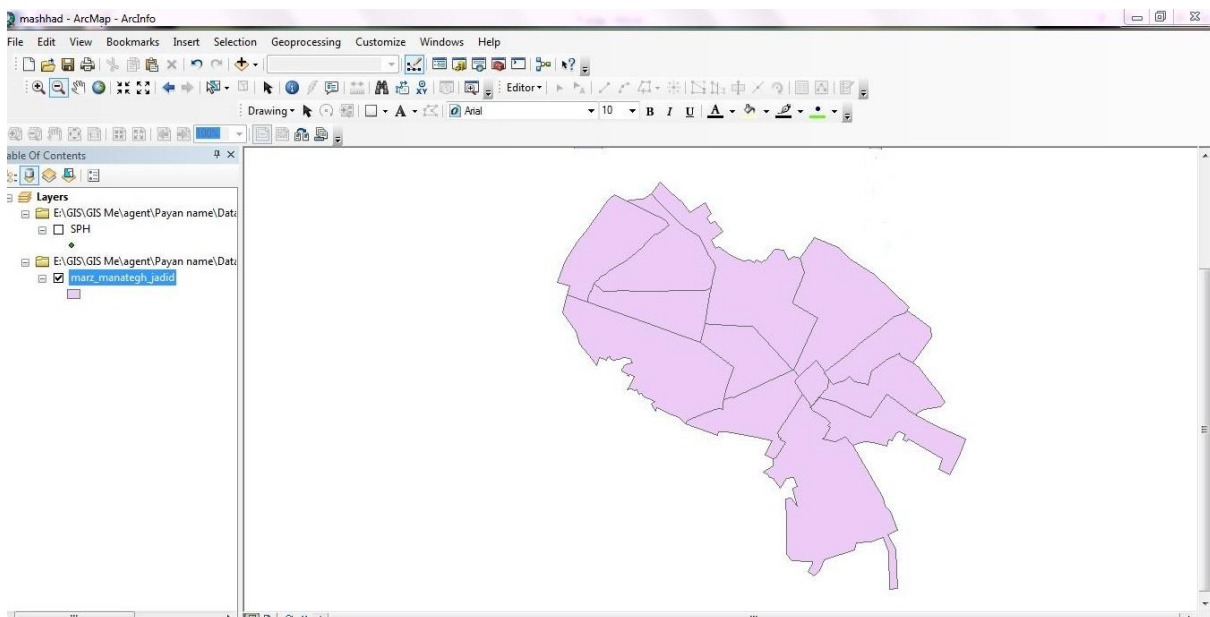 mashhad - ArcMap - ArcInfo
File Edit View Bookmarks Insert Selection Geoprocessing Customize Windows Help
Editor
Drawing A Arial 10 B I U A
100%
able Of Contents
Layers
E:\GIS\GIS Me\agent\Payan name\Data
SPH
E:\GIS\GIS Me\agent\Payan name\Data
marz_manategh_jadid